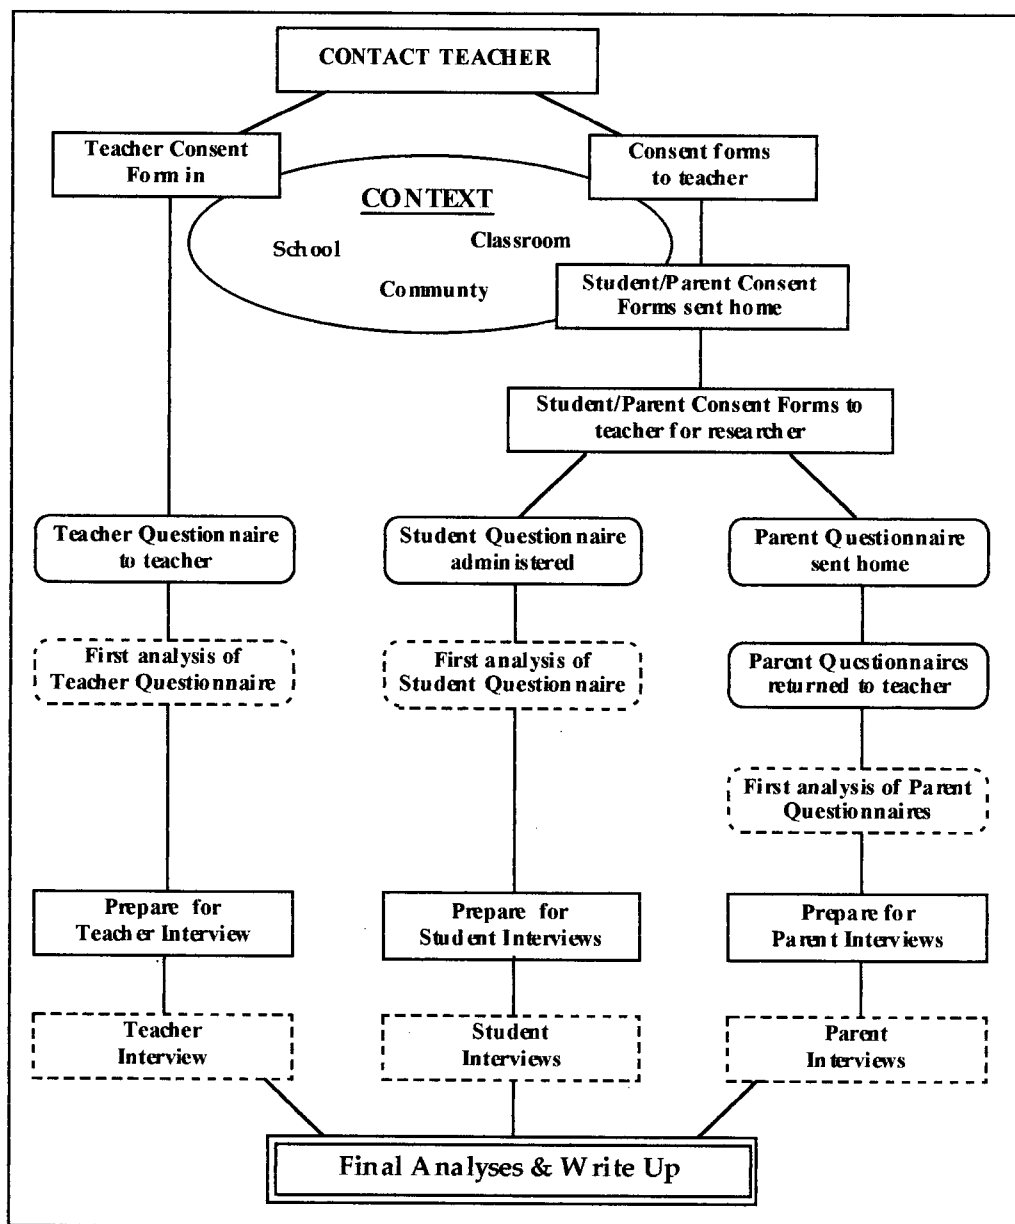 CONTACT TEACHER
Teacher Consent
Form in
Consent forms
to teacher
CONTEXT
School
Classroom
Communty
Student/Parent Consent
Forms sent home
Student/Parent Consent Forms to
teacher for researcher
Teacher Questionnaire
to teacher
Student Questionnaire
administered
Parent Questionnaire
sent home
First analysis of
Teacher Questionnaire
First analysis of
Student Questionnaire
Parent Questionnaires
returned to teacher
First analysis of Parent
Questionnaires
Prepare for
Teacher Interview
Prepare for
Student Interviews
Prepare for
Parent Interviews
Teacher
Interview
Student
Interviews
Parent
Interviews
Final Analyses & Write Up